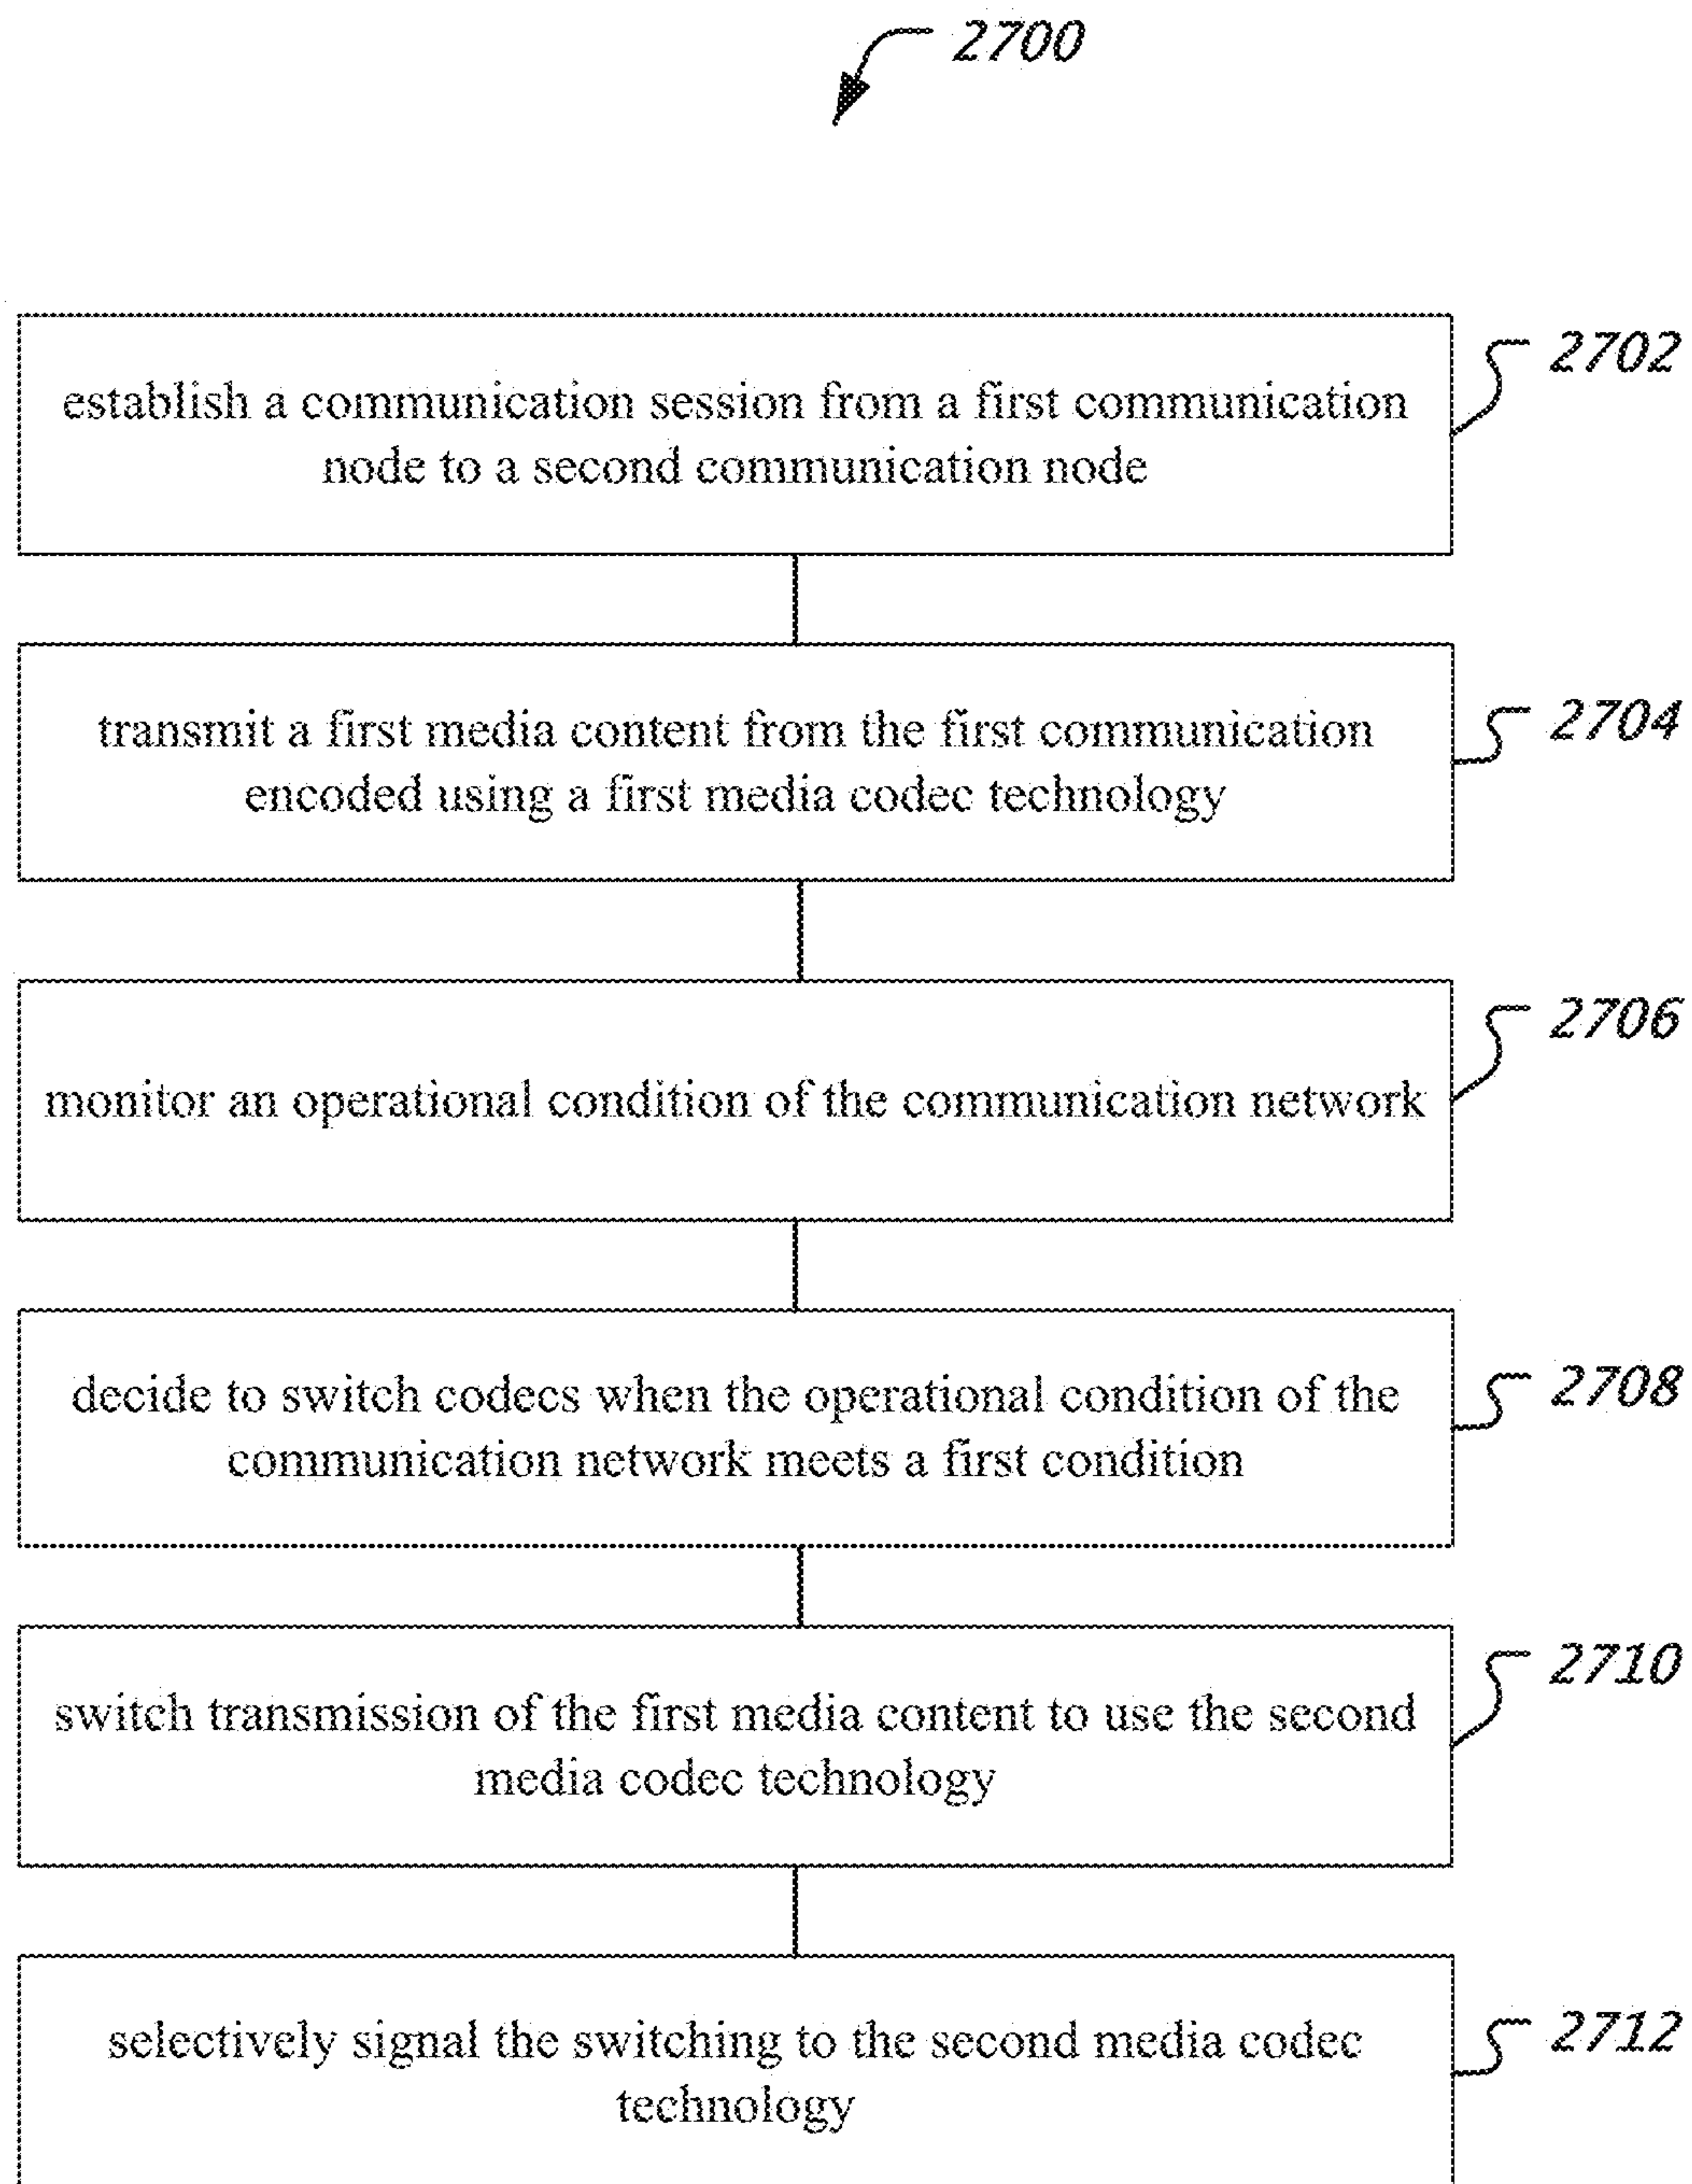 2700
establish a communication session from a first communication
node to a second communication node
2702
transmit a first media content from the first communication
encoded using a first media codec technology
2704
monitor an operational condition of the communication network
2706
decide to switch codecs when the operational condition of the
communication network meets a first condition
2708
switch transmission of the first media content to use the second
media codec technology
2710
selectively signal the switching to the second media codec
technology
2712